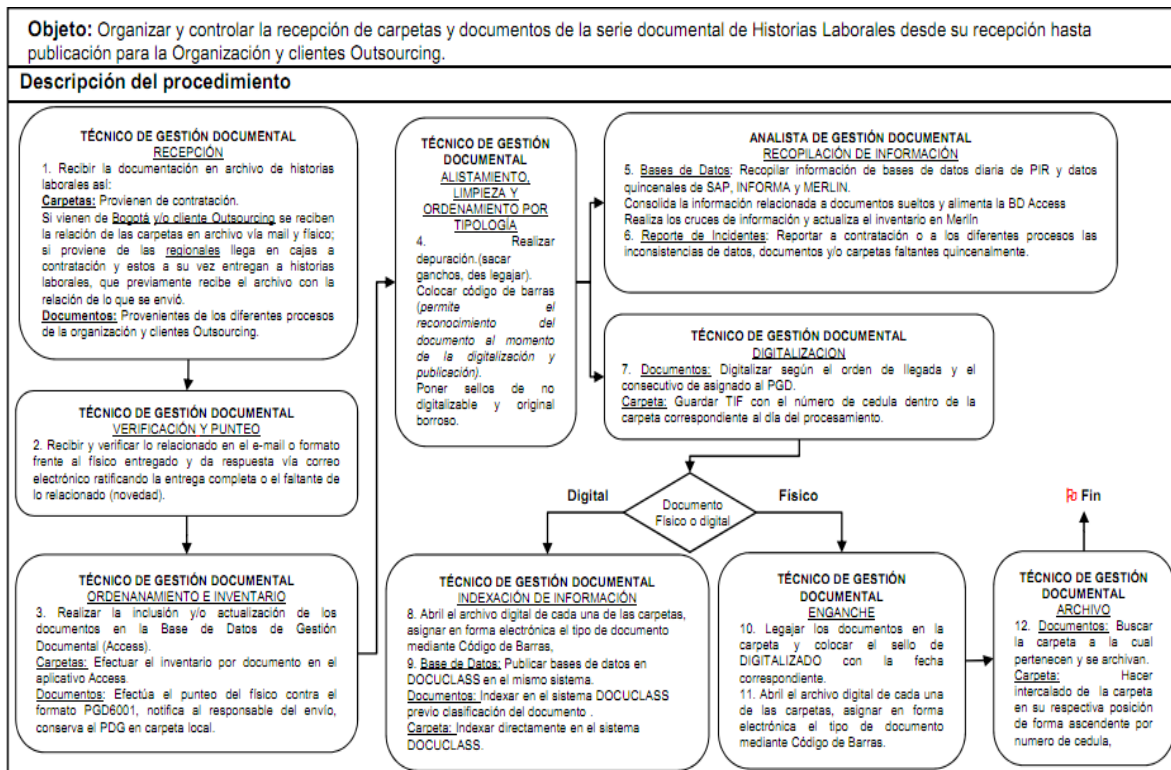 Objeto: Organizar y controlar la recepción de carpetas y documentos de la serie documental de Historias Laborales desde su recepción hasta
publicación para la Organización y clientes Outsourcing.
Descripción del procedimiento
TÉCNICO DE GESTIÓN DOCUMENTAL
RECEPCIÓN
1. Recibir la documentación en archivo de historias
laborales así:
Carpetas: Provienen de contratación.
Si vienen de Bogotá y/o cliente Outsourcing se reciben
la relación de las carpetas en archivo vía mail y físico;
si proviene de las regionales llega en cajas a
contratación y estos a su vez entregan a historias
laborales, que previamente recibe el archivo con la
relación de lo que se envió.
Documentos: Provenientes de los diferentes procesos
de la organización y clientes Outsourcing.
TÉCNICO DE GESTIÓN DOCUMENTAL
VERIFICACIÓN Y PUNTEO
2. Recibir y verificar lo relacionado en el e-mail o formato
frente al físico entregado y da respuesta vía correo
electrónico ratificando la entrega completa o el faltante
de lo relacionado (novedad).
TÉCNICO DE GESTIÓN DOCUMENTAL
ORDENANAMIENTO E INVENTARIO
3. Realizar la inclusión y/o actualización de los
documentos en la Base de Datos de Gestión
Documental (Access).
Carpetas: Efectuar el inventario por documento en el
aplicativo Access.
Documentos: Efectúa el punteo del físico contra el
formato PGD6001, notifica al responsable del envío,
conserva el PDG en carpeta local.
TÉCNICO DE GESTIÓN
DOCUMENTAL
ALISTAMIENTO,
LIMPIEZA Y
ORDENAMIENTO POR
TIPOLOGÍA
4. Realizar
depuración.(sacar
ganchos, des legajar).
Colocar código de barras
(permite el
reconocimiento del
documento al momento
de la digitalización y
publicación).
Poner sellos de no
digitalizable y original
borroso.
ANALISTA DE GESTIÓN DOCUMENTAL
RECOPILACIÓN DE INFORMACIÓN
5. Bases de Datos: Recopilar información de bases de datos diaria de PIR y datos
quincenales de SAP, INFORMA y MERLIN.
Consolida la información relacionada a documentos sueltos y alimenta la BD Access
Realiza los cruces de información y actualiza el inventario en Merlín
6. Reporte de Incidentes: Reportar a contratación o a los diferentes procesos las
inconsistencias de datos, documentos y/o carpetas faltantes quincenalmente.
TÉCNICO DE GESTIÓN DOCUMENTAL
DIGITALIZACION
7. Documentos: Digitalizar según el orden de llegada y el
consecutivo de asignado al PGD.
Carpeta: Guardar TIF con el número de cedula dentro de la
carpeta correspondiente al día del procesamiento.
Documento
Físico o digital
Digital
Físico
TÉCNICO DE GESTIÓN DOCUMENTAL
INDEXACIÓN DE INFORMACIÓN
8. Abril el archivo digital de cada una de las carpetas,
asignar en forma electrónica el tipo de documento
mediante Código de Barras,
9. Base de Datos: Publicar bases de datos en
DOCUCLASS en el mismo sistema.
Documentos: Indexar en el sistema DOCUCLASS
previo clasificación del documento .
Carpeta: Indexar directamente en el sistema
DOCUCLASS.
TÉCNICO DE GESTIÓN
DOCUMENTAL
ENGANCHE
10. Legajar los documentos en la
carpeta y colocar el sello de
DIGITALIZADO con la fecha
correspondiente.
11. Abril el archivo digital de cada una
de las carpetas, asignar en forma
electrónica el tipo de documento
mediante Código de Barras.
TÉCNICO DE GESTIÓN
DOCUMENTAL
ARCHIVO
12. Documentos: Buscar
la carpeta a la cual
pertenecen y se archivan.
Carpeta: Hacer
intercalado de la carpeta
en su respectiva posición
de forma ascendente por
numero de cedula,
Fin